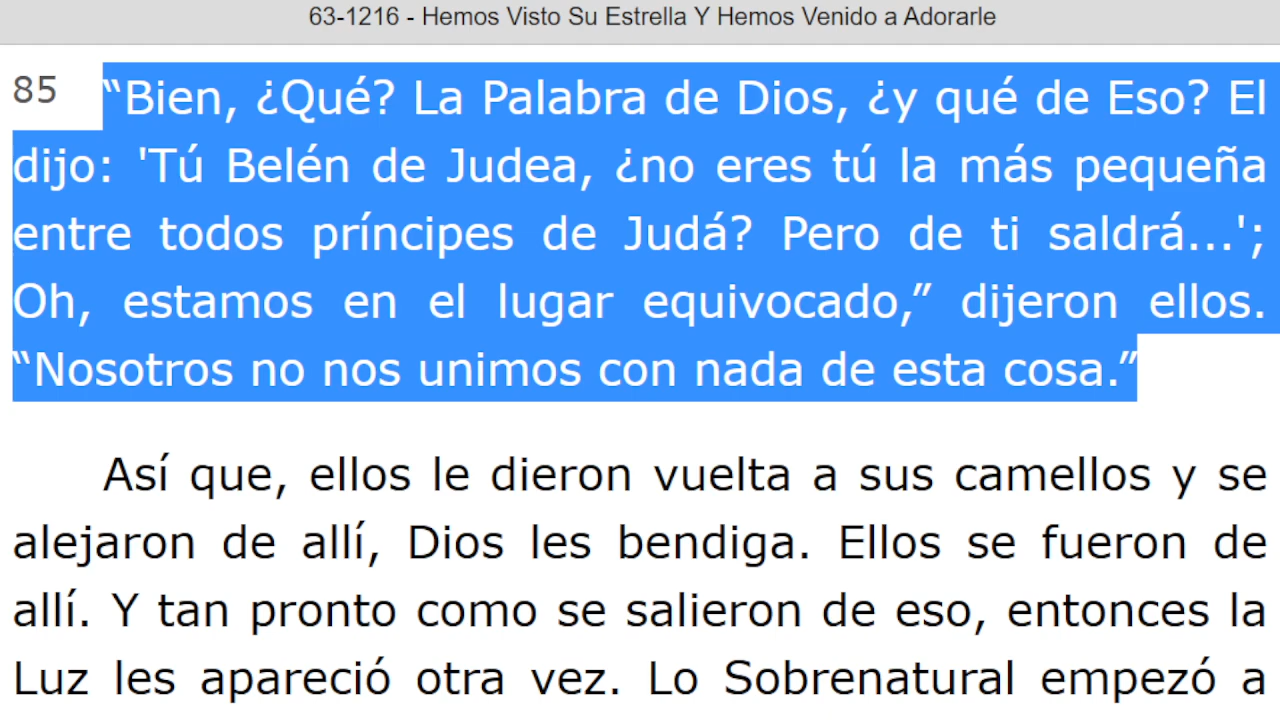 63-1216 - Hemos Visto Su Estrella Y Hemos Venido a Adorarle
85 “Bien, ¿Qué? La Palabra de Dios, ¿y qué de Eso? El
dijo: 'Tú Belén de Judea, ¿no eres tú la más pequeña
entre todos príncipes de Judá? Pero de ti saldrá...';
Oh, estamos en el lugar equivocado,” dijeron ellos.
“Nosotros no nos unimos con nada de esta cosa.”
Así que, ellos le dieron vuelta a sus camellos y se
alejaron de allí, Dios les bendiga. Ellos se fueron de
allí. Y tan pronto como se salieron de eso, entonces la
Luz les apareció otra vez. Lo Sobrenatural empezó a